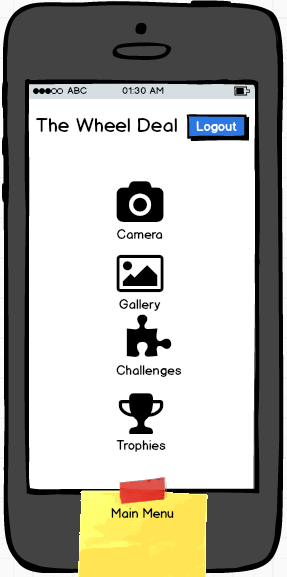 ABC 01:30 AM
The Wheel Deal Logout
Camera
Gallery
Challenges
Trophies
Main Menu